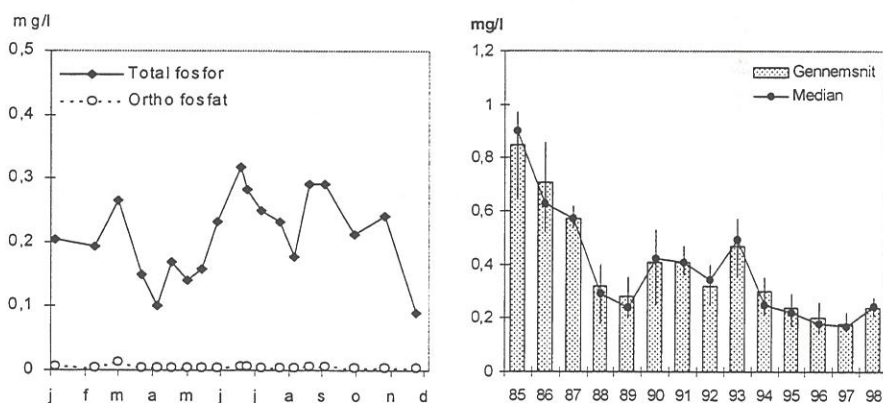 mg/l
0,5
0,4
0,3
0,2
0,1
0
Total fosfor
Ortho fosfat
j f m a m j j a s o n d
mg/l
1,2
1
0,8
0,6
0,4
0,2
0
Gennemsnit
Median
85 86 87 88 89 90 91 92 93 94 95 96 97 98